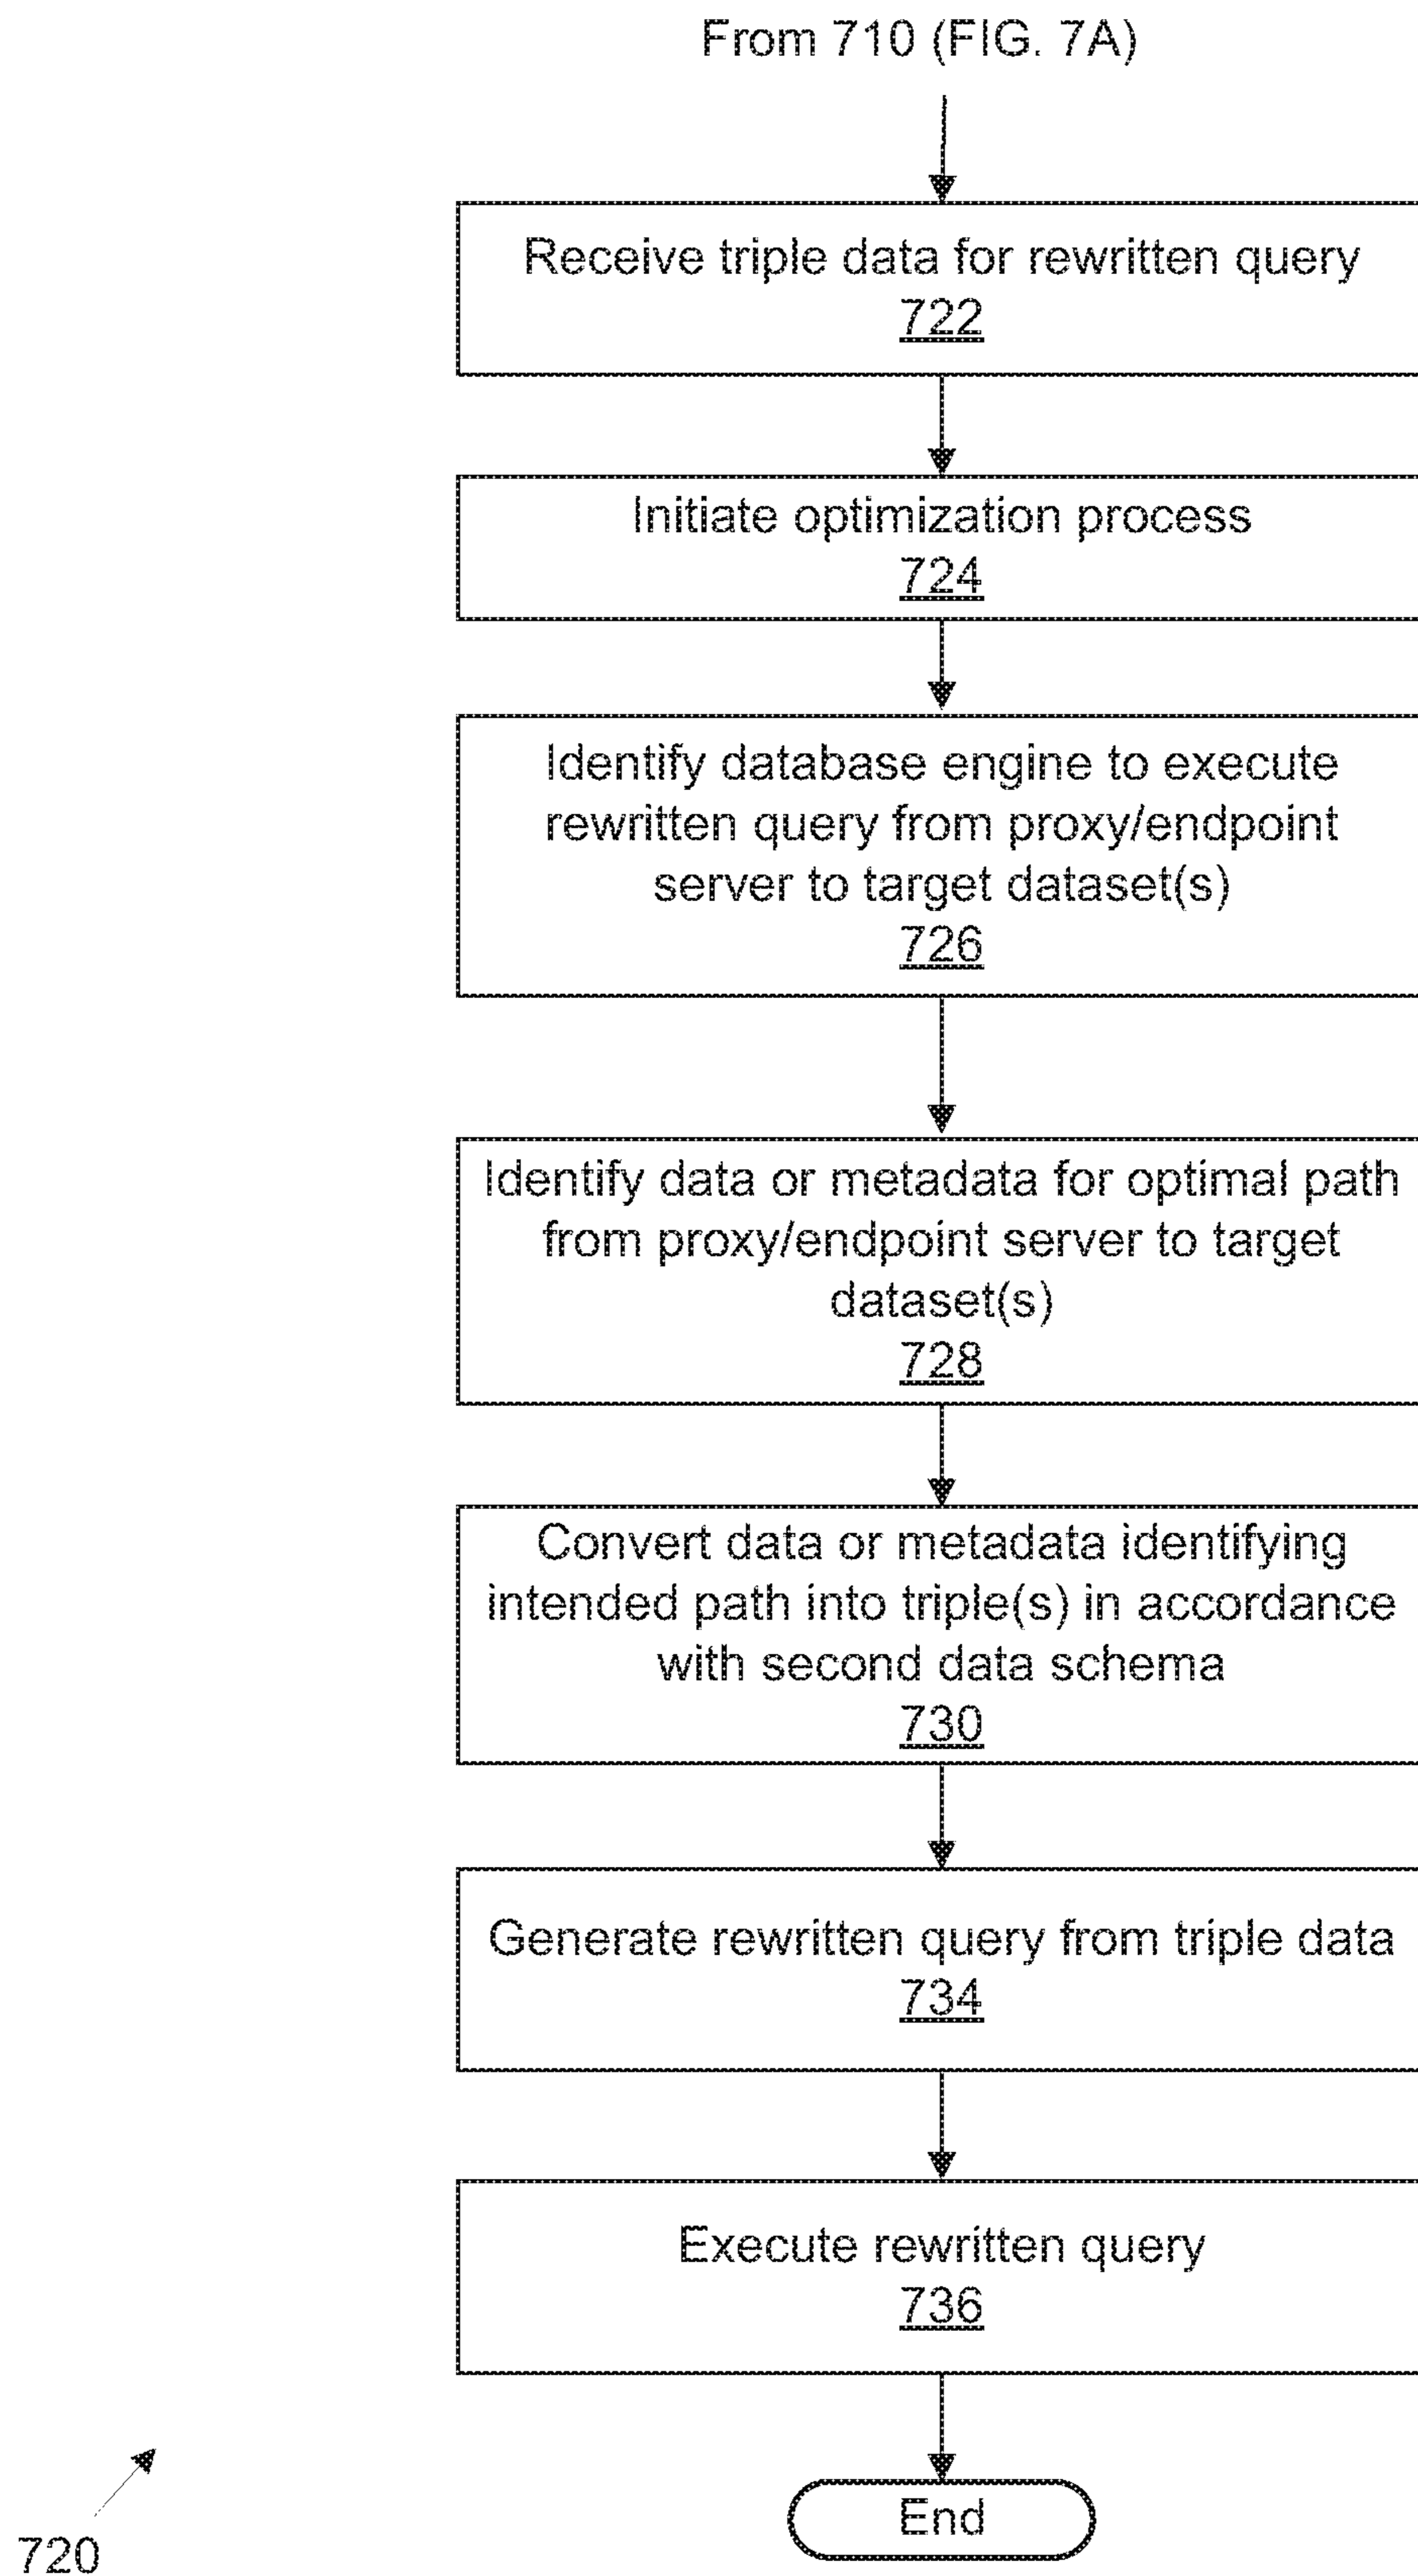 From 710 (FIG. 7A)
Receive triple data for rewritten query
722
Initiate optimization process
724
Identify database engine to execute
rewritten query from proxy/endpoint
server to target dataset(s)
726
Identify data or metadata for optimal path
from proxy/endpoint server to target
dataset(s)
728
Convert data or metadata identifying
intended path into triple(s) in accordance
with second data schema
730
Generate rewritten query from triple data
734
Execute rewritten query
736
End
720